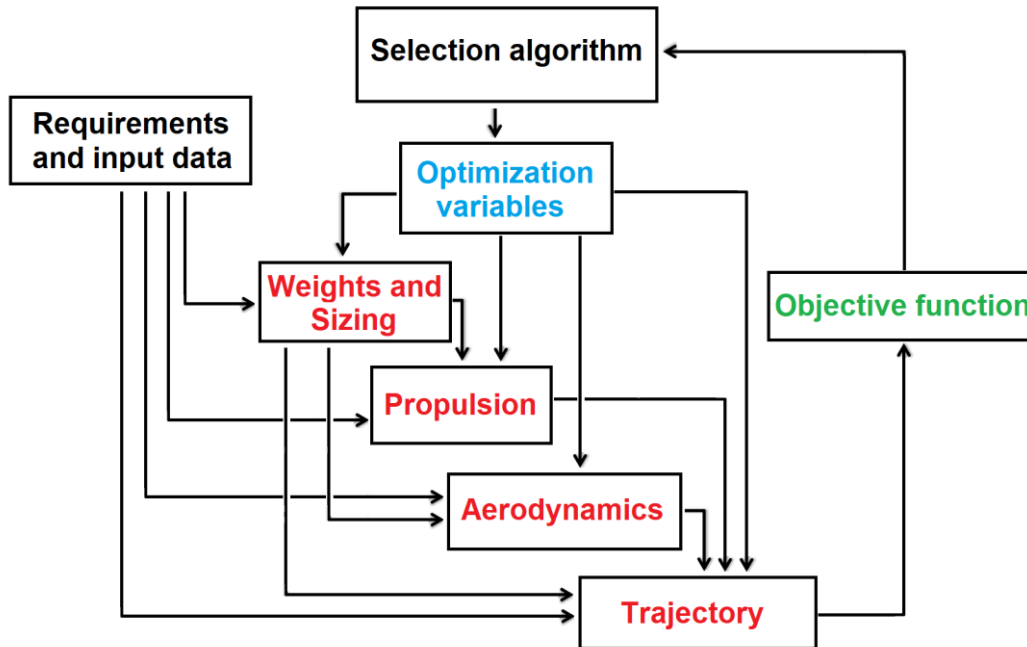 Selection algorithm
Requirements
and input data
Optimization
variables
Weights and
Sizing
Objective function
Propulsion
Aerodynamics
Trajectory